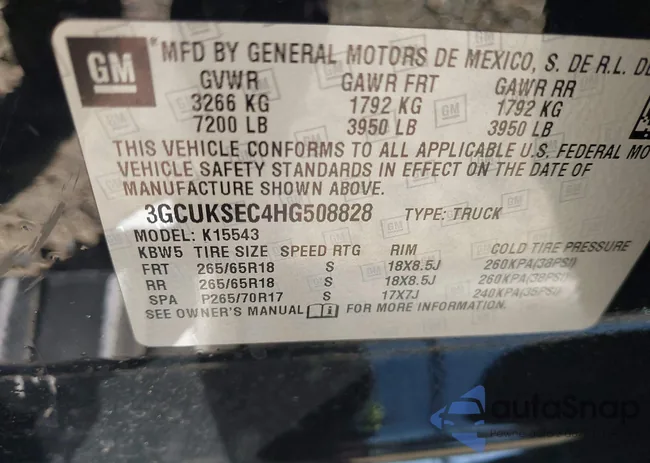 GM
*MFD BY GENERAL MOTORS DE MEXICO, S. DE R.L. DE
GVWR GAWR FRT GAWR RR
3266 KG 1792 KG 1792 KG
7200 LB 3950 LB 3950 LB
THIS VEHICLE CONFORMS TO ALL APPLICABLE U.S. FEDERAL MO
VEHICLE SAFETY STANDARDS IN EFFECT ON THE DATE OF
MANUFACTURE SHOWN ABOVE.
3GCUKSEC4HG508828 TYPE: TRUCK
MODEL: K15543
KBW5 TIRE SIZE SPEED RTG RIM COLD TIRE PRESSURE
FRT 265/65R18 S 18X8.5J 260KPA(38PSI)
RR 265/65R18 S 18X8.5J 260KPA(38PSI)
SPA P265/70R17 S 17X7J 240KPA(35PSI)
SEE OWNER'S MANUAL FOR MORE INFORMATION.
autoSnap